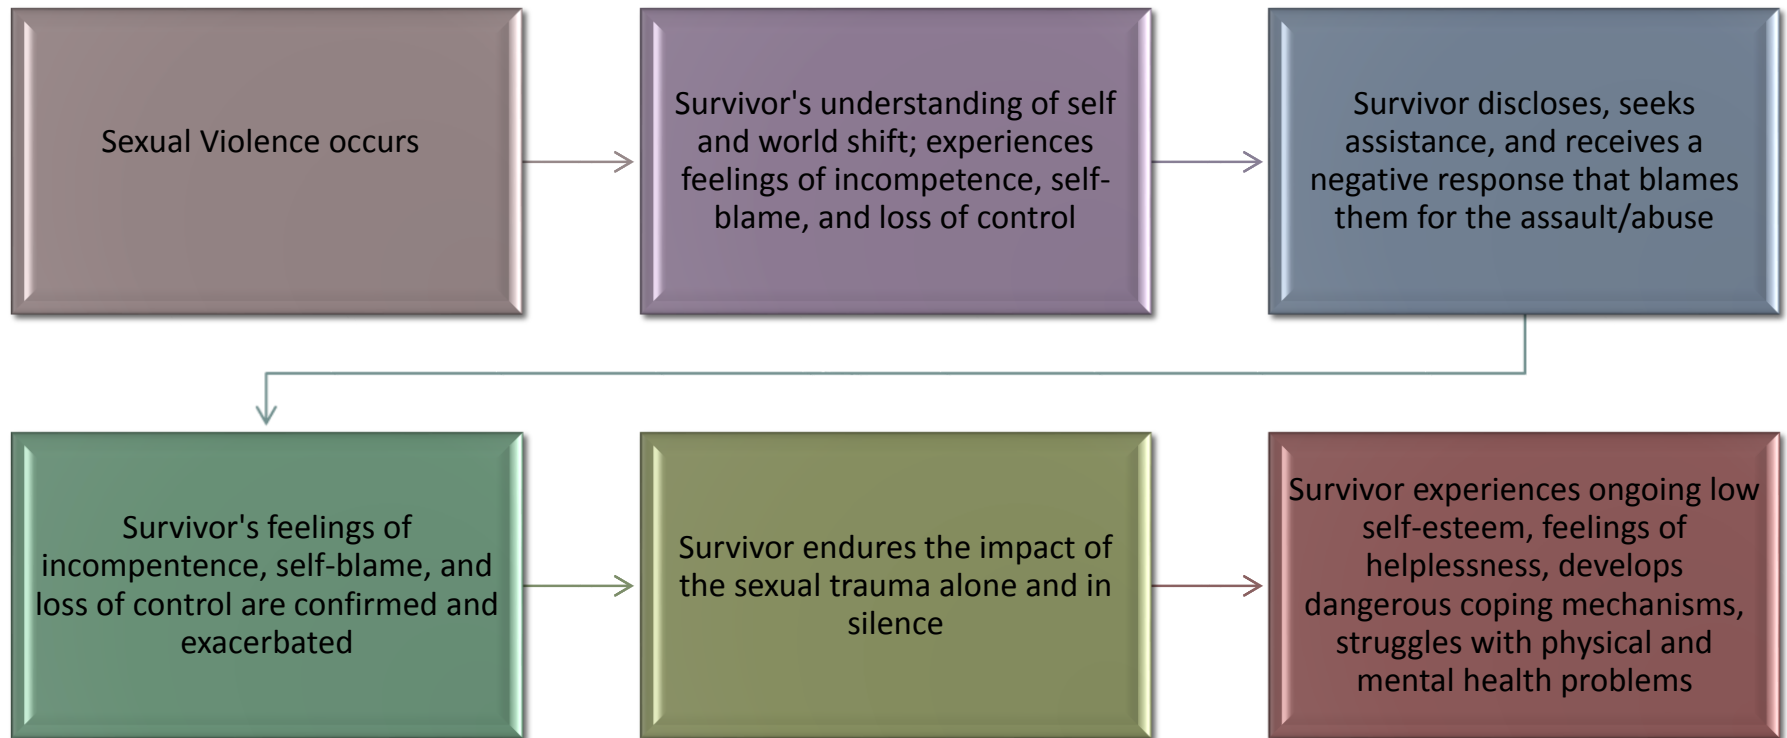 Sexual Violence occurs
Survivor's understanding of self
and world shift; experiences
feelings of incompetence, self-
blame, and loss of control
Survivor discloses, seeks
assistance, and receives a
negative response that blames
them for the assault/abuse
Survivor's feelings of
incompentence, self-blame, and
loss of control are confirmed and
exacerbated
Survivor endures the impact of
the sexual trauma alone and in
silence
Survivor experiences ongoing low
self-esteem, feelings of
helplessness, develops
dangerous coping mechanisms,
struggles with physical and
mental health problems